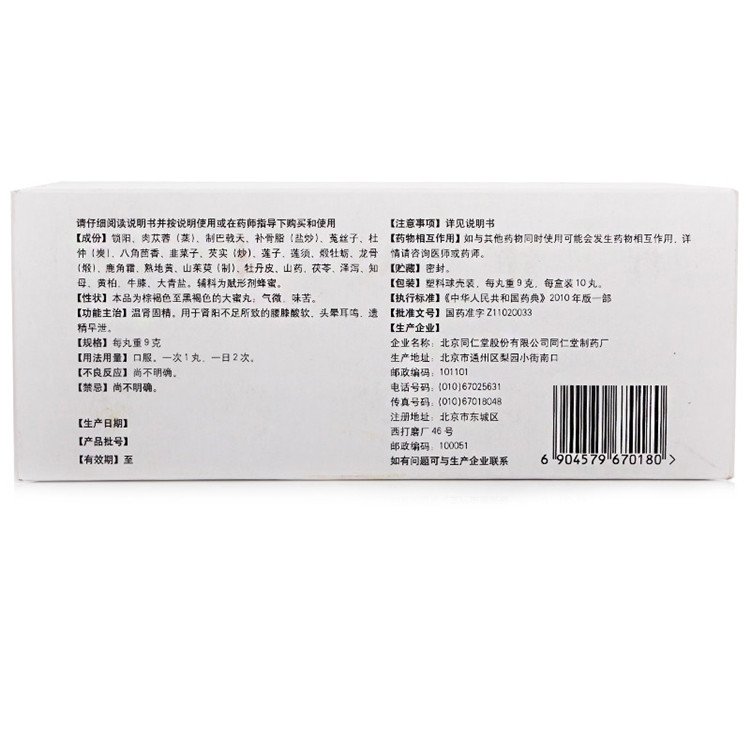 请仔细阅读说明书并按说明使用或在药师指导下购买和使用
【成份】锁阳、肉苁蓉（蒸）、制巴戟天、补骨脂（盐炒）、菟丝子、杜
仲（炭）、八角茴香、韭菜子、芡实（炒）、莲子、莲须、煅牡蛎、龙骨
（煅）、鹿角霜、熟地黄、山茱萸（制）、牡丹皮、山药、茯苓、泽泻、知
母、黄柏、牛膝、大青盐。辅料为赋形剂蜂蜜。
【性状】本品为棕褐色至黑褐色的大蜜丸；气微，味苦。
【功能主治】温肾固精。用于肾阳不足所致的腰膝酸软、头晕耳鸣、遗
精早泄。
【规格】每丸重9克
【用法用量】口服。一次1丸，一日2次。
【不良反应】尚不明确。
【禁忌】尚不明确。
【生产日期】
【产品批号】
【有效期】至
【注意事项】详见说明书
【药物相互作用】如与其他药物同时使用可能会发生药物相互作用，详
情请咨询医师或药师。
【贮藏】密封。
【包装】塑料球壳装，每丸重9克，每盒装10丸。
【执行标准】《中华人民共和国药典》2010年版一部
【批准文号】国药准字Z11020033
【生产企业】
企业名称：北京同仁堂股份有限公司同仁堂制药厂
生产地址：北京市通州区梨园小街南口
邮政编码：101101
电话号码：(010)67025631
传真号码：(010)67018048
注册地址：北京市东城区
西打磨厂46号
邮政编码：100051
如有问题可与生产企业联系
6 904579 670180 >